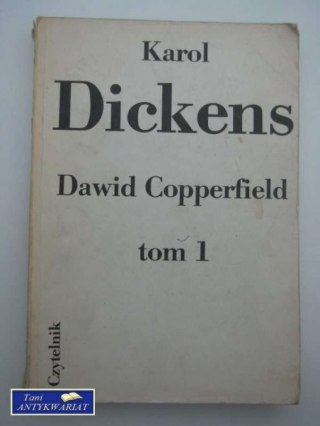 Karol
Dickens
Dawid Copperfield
tom 1
Czytelnik
Tani
ANTYKWARIAT